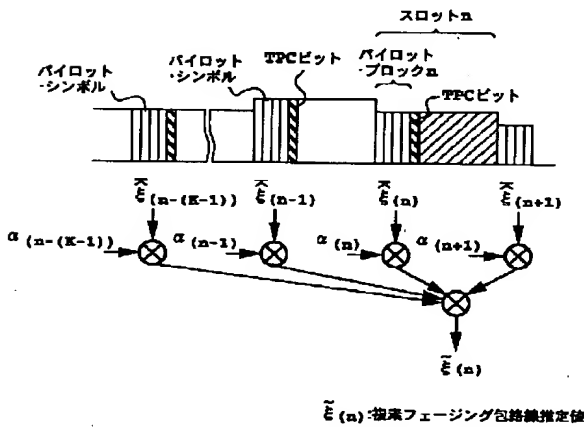 スロットn
パイロット
・シンボル
パイロット
・シンボル
TPCビット
パイロット
・ブロックn
TPCビット
ξ̄(n-(K-1))
ξ̄(n-1)
ξ̄(n)
ξ̄(n+1)
α(n-(K-1))
α(n-1)
α(n)
α(n+1)
ξ̃(n)
ξ̃(n):複素フェージング包絡線推定値